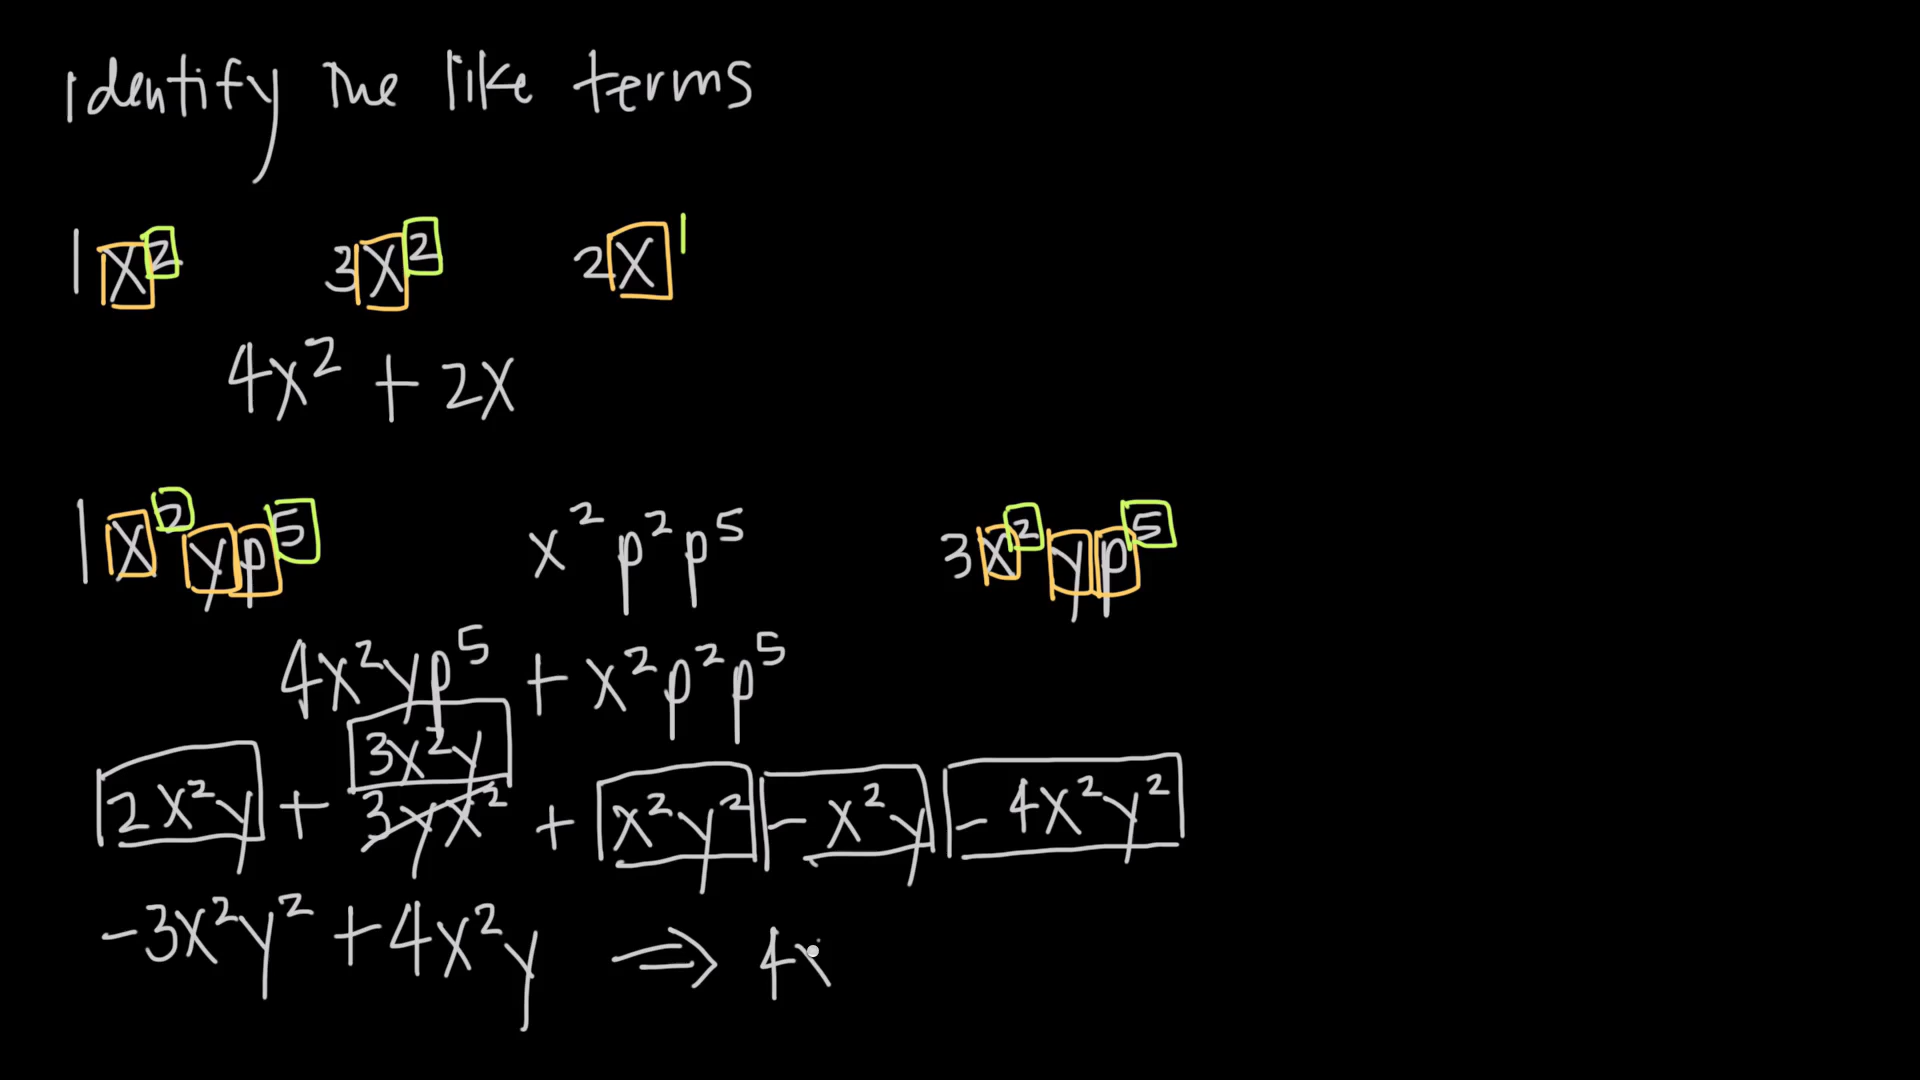 Identify the like terms
1x² 3x² 2x¹
4x² + 2x
1x²yp⁵ x²p²p⁵ 3x²yp⁵
4x²yp⁵ + x²p²p⁵
3x²y
2x²y + 3yx² + x²y² - x²y - 4x²y²
-3x²y² + 4x²y ⇒ 4x